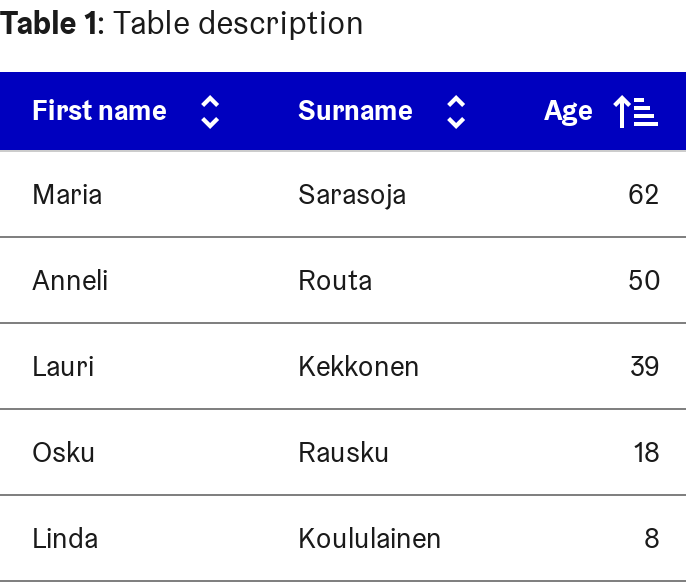 Table 1: Table description
First name Surname Age
Maria Sarasoja 62
Anneli Routa 50
Lauri Kekkonen 39
Osku Rausku 18
Linda Koululainen 8